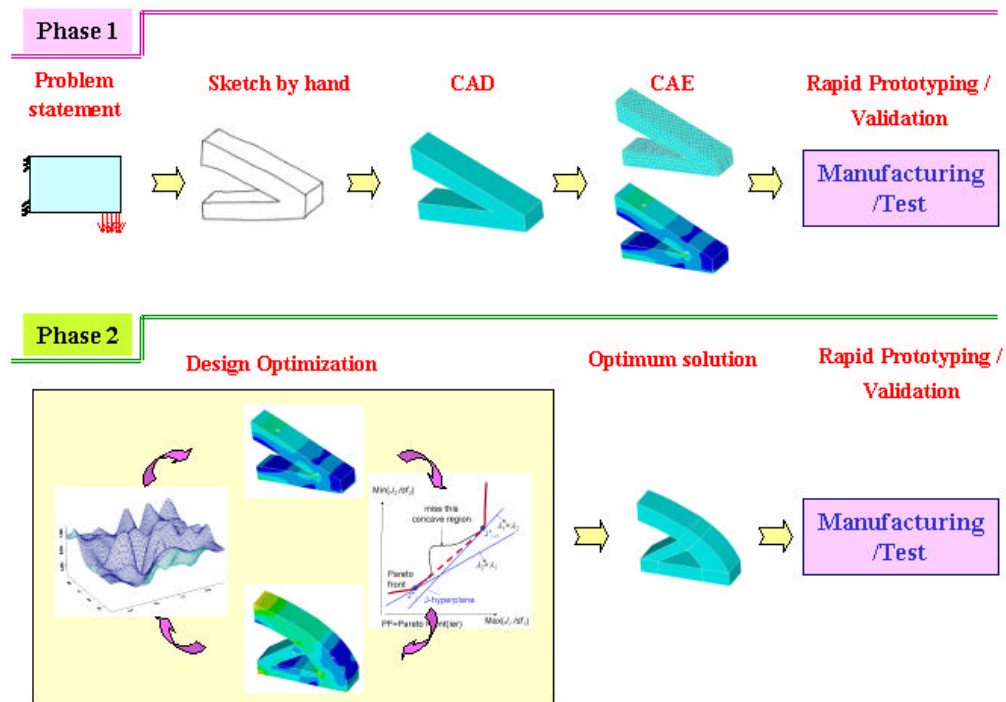 Phase 1
Problem
statement
Sketch by hand
CAD
CAE
Rapid Prototyping /
Validation
Manufacturing
/Test
Phase 2
Design Optimization
Optimum solution
Rapid Prototyping /
Validation
miss this
concave region
Pareto
front
J-hyperplane
Manufacturing
/Test